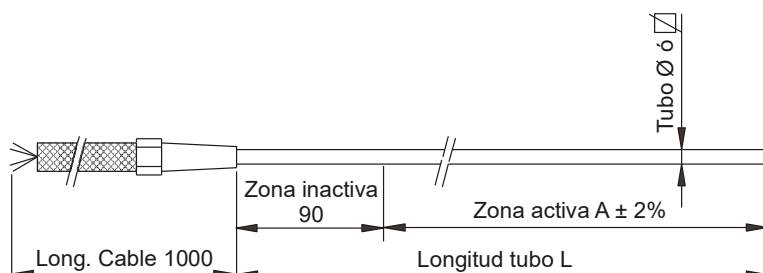 Tubo Ø ó
Zona inactiva
90
Zona activa A ± 2%
Long. Cable 1000
Longitud tubo L